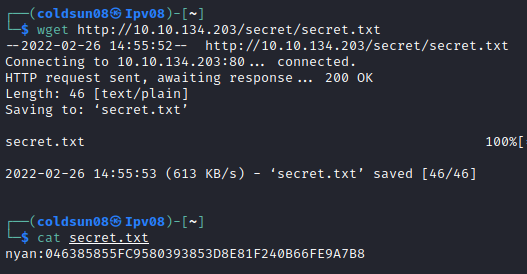 ┌──(coldsun08㉿Ipv08)-[~]
└─$ wget http://10.10.134.203/secret/secret.txt
--2022-02-26 14:55:52--  http://10.10.134.203/secret/secret.txt
Connecting to 10.10.134.203:80... connected.
HTTP request sent, awaiting response... 200 OK
Length: 46 [text/plain]
Saving to: ‘secret.txt’
secret.txt 100%[
2022-02-26 14:55:53 (613 KB/s) - ‘secret.txt’ saved [46/46]
┌──(coldsun08㉿Ipv08)-[~]
└─$ cat secret.txt
nyan:046385855FC9580393853D8E81F240B66FE9A7B8